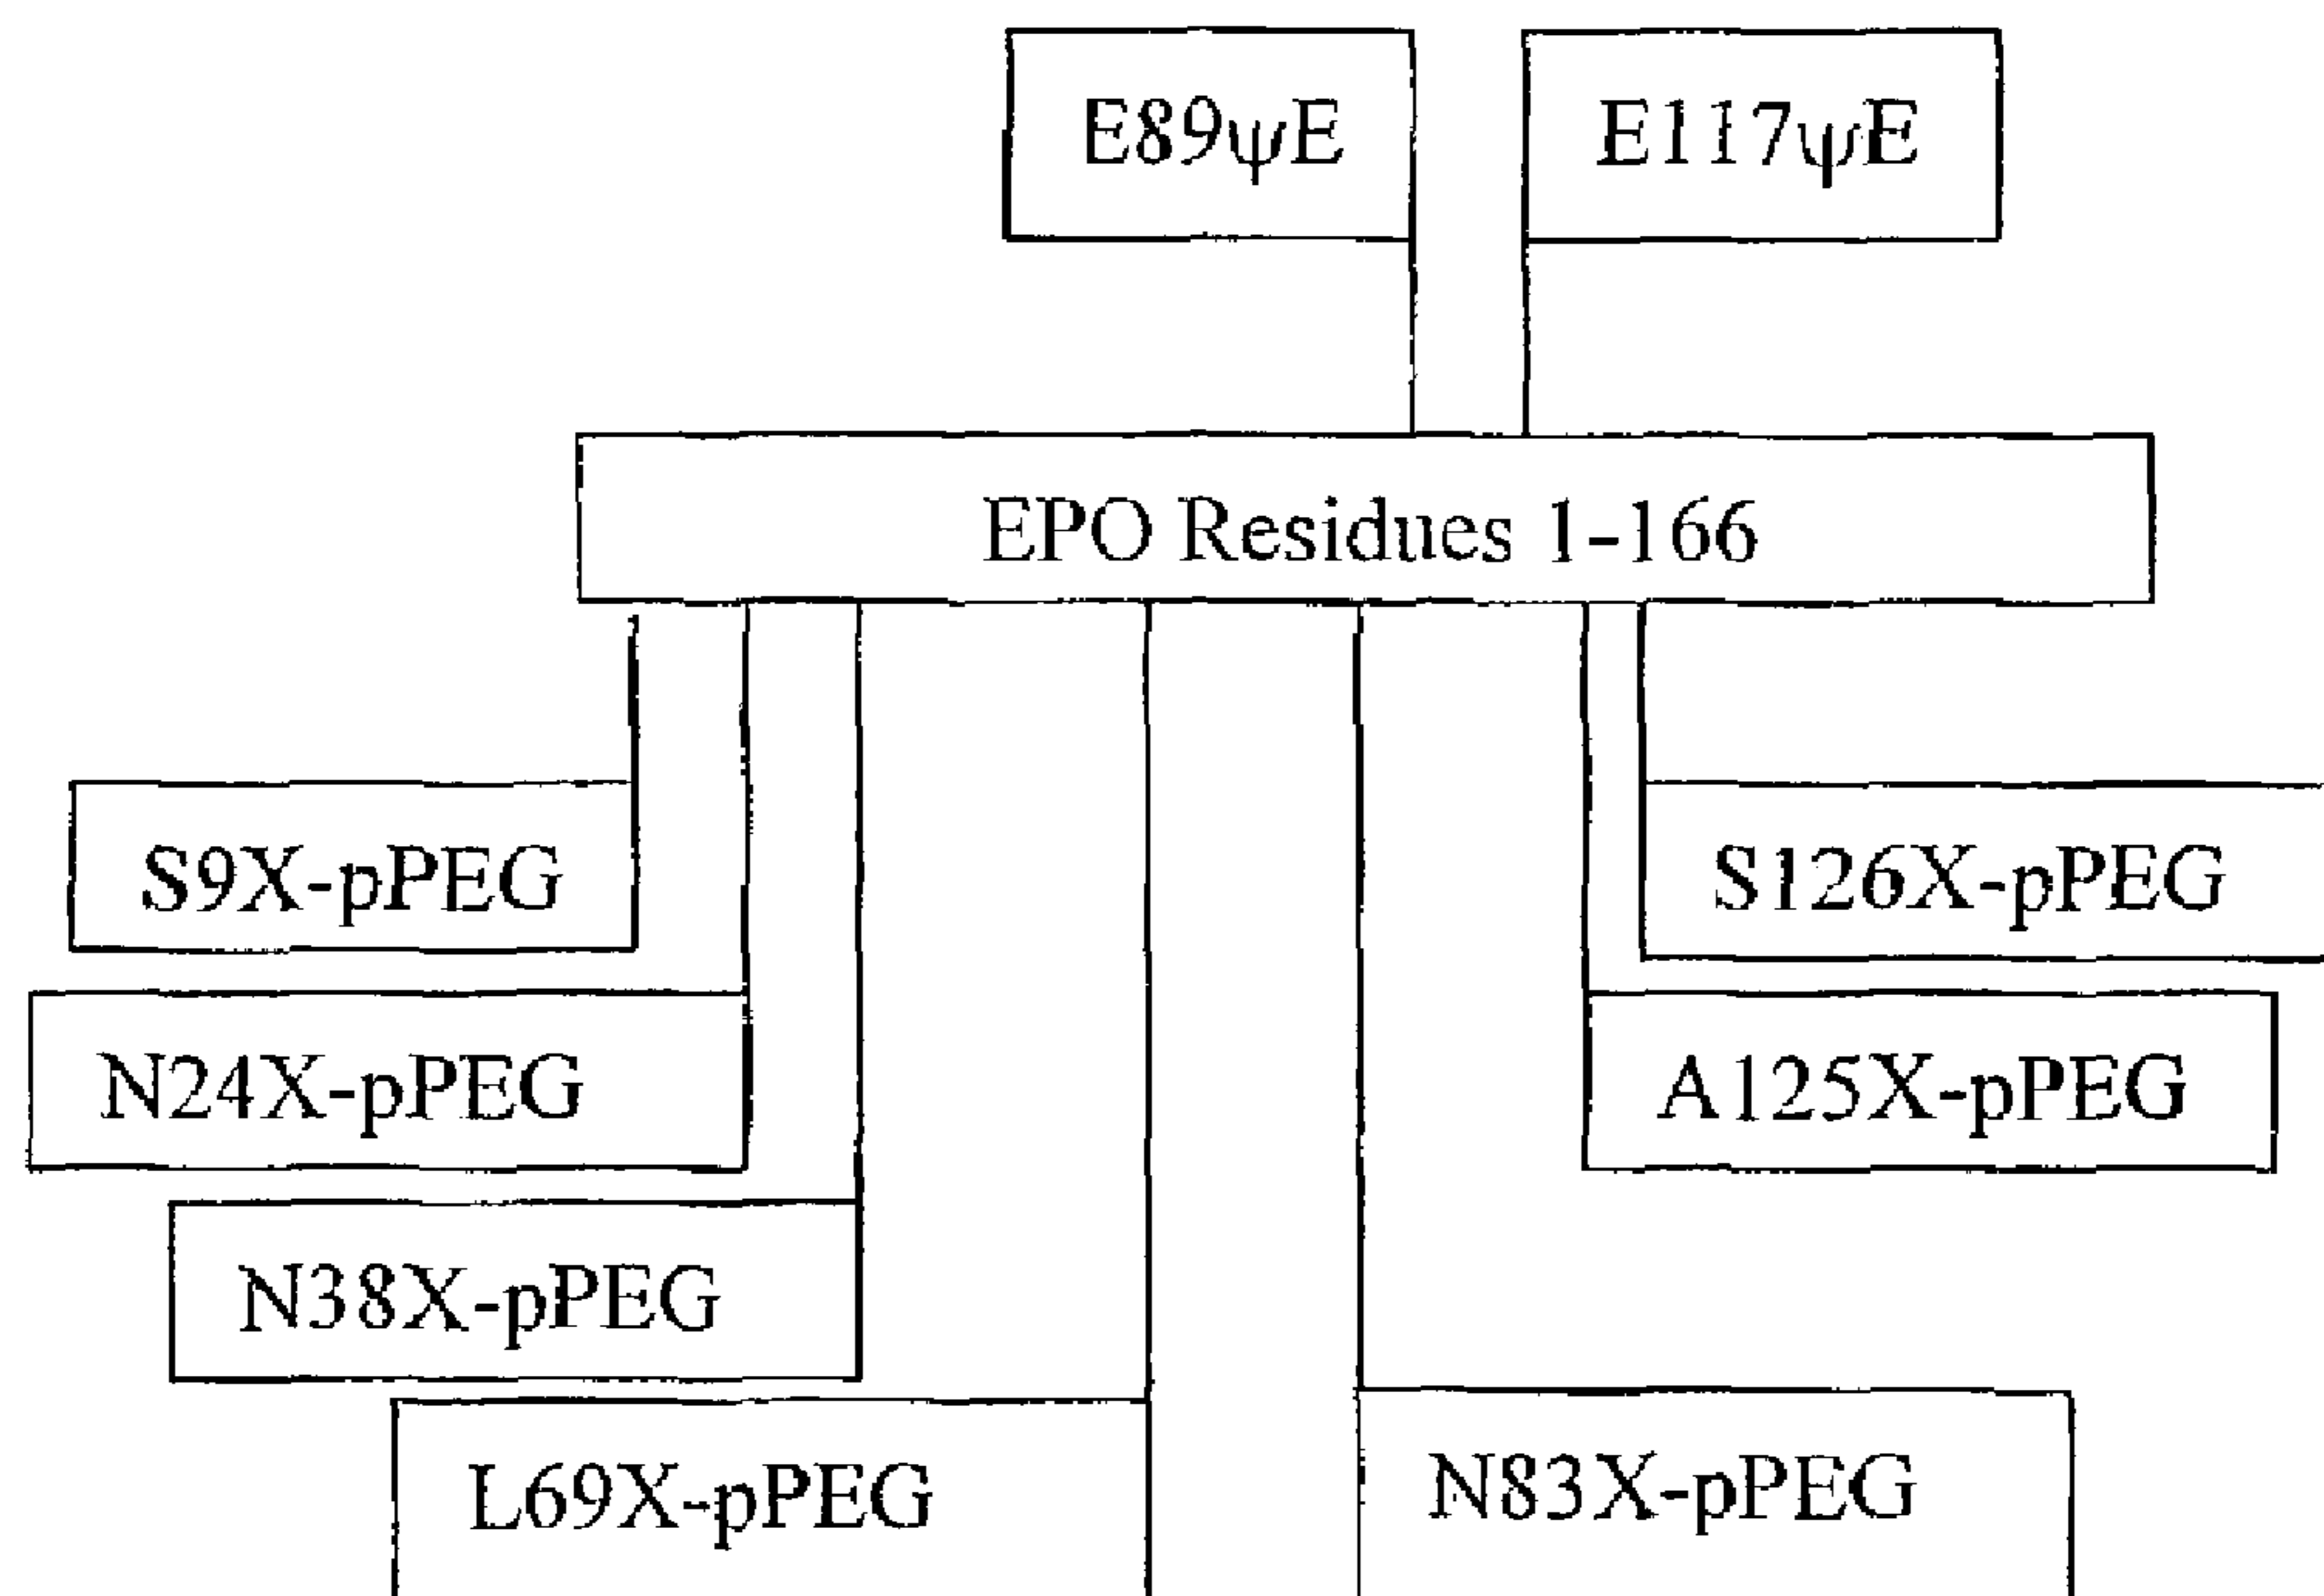 E89ψE
E117ψE
EPO Residues 1-166
S9X-pPEG
S126X-pPEG
N24X-pPEG
A125X-pPEG
N38X-pPEG
L69X-pPEG
N83X-pPEG